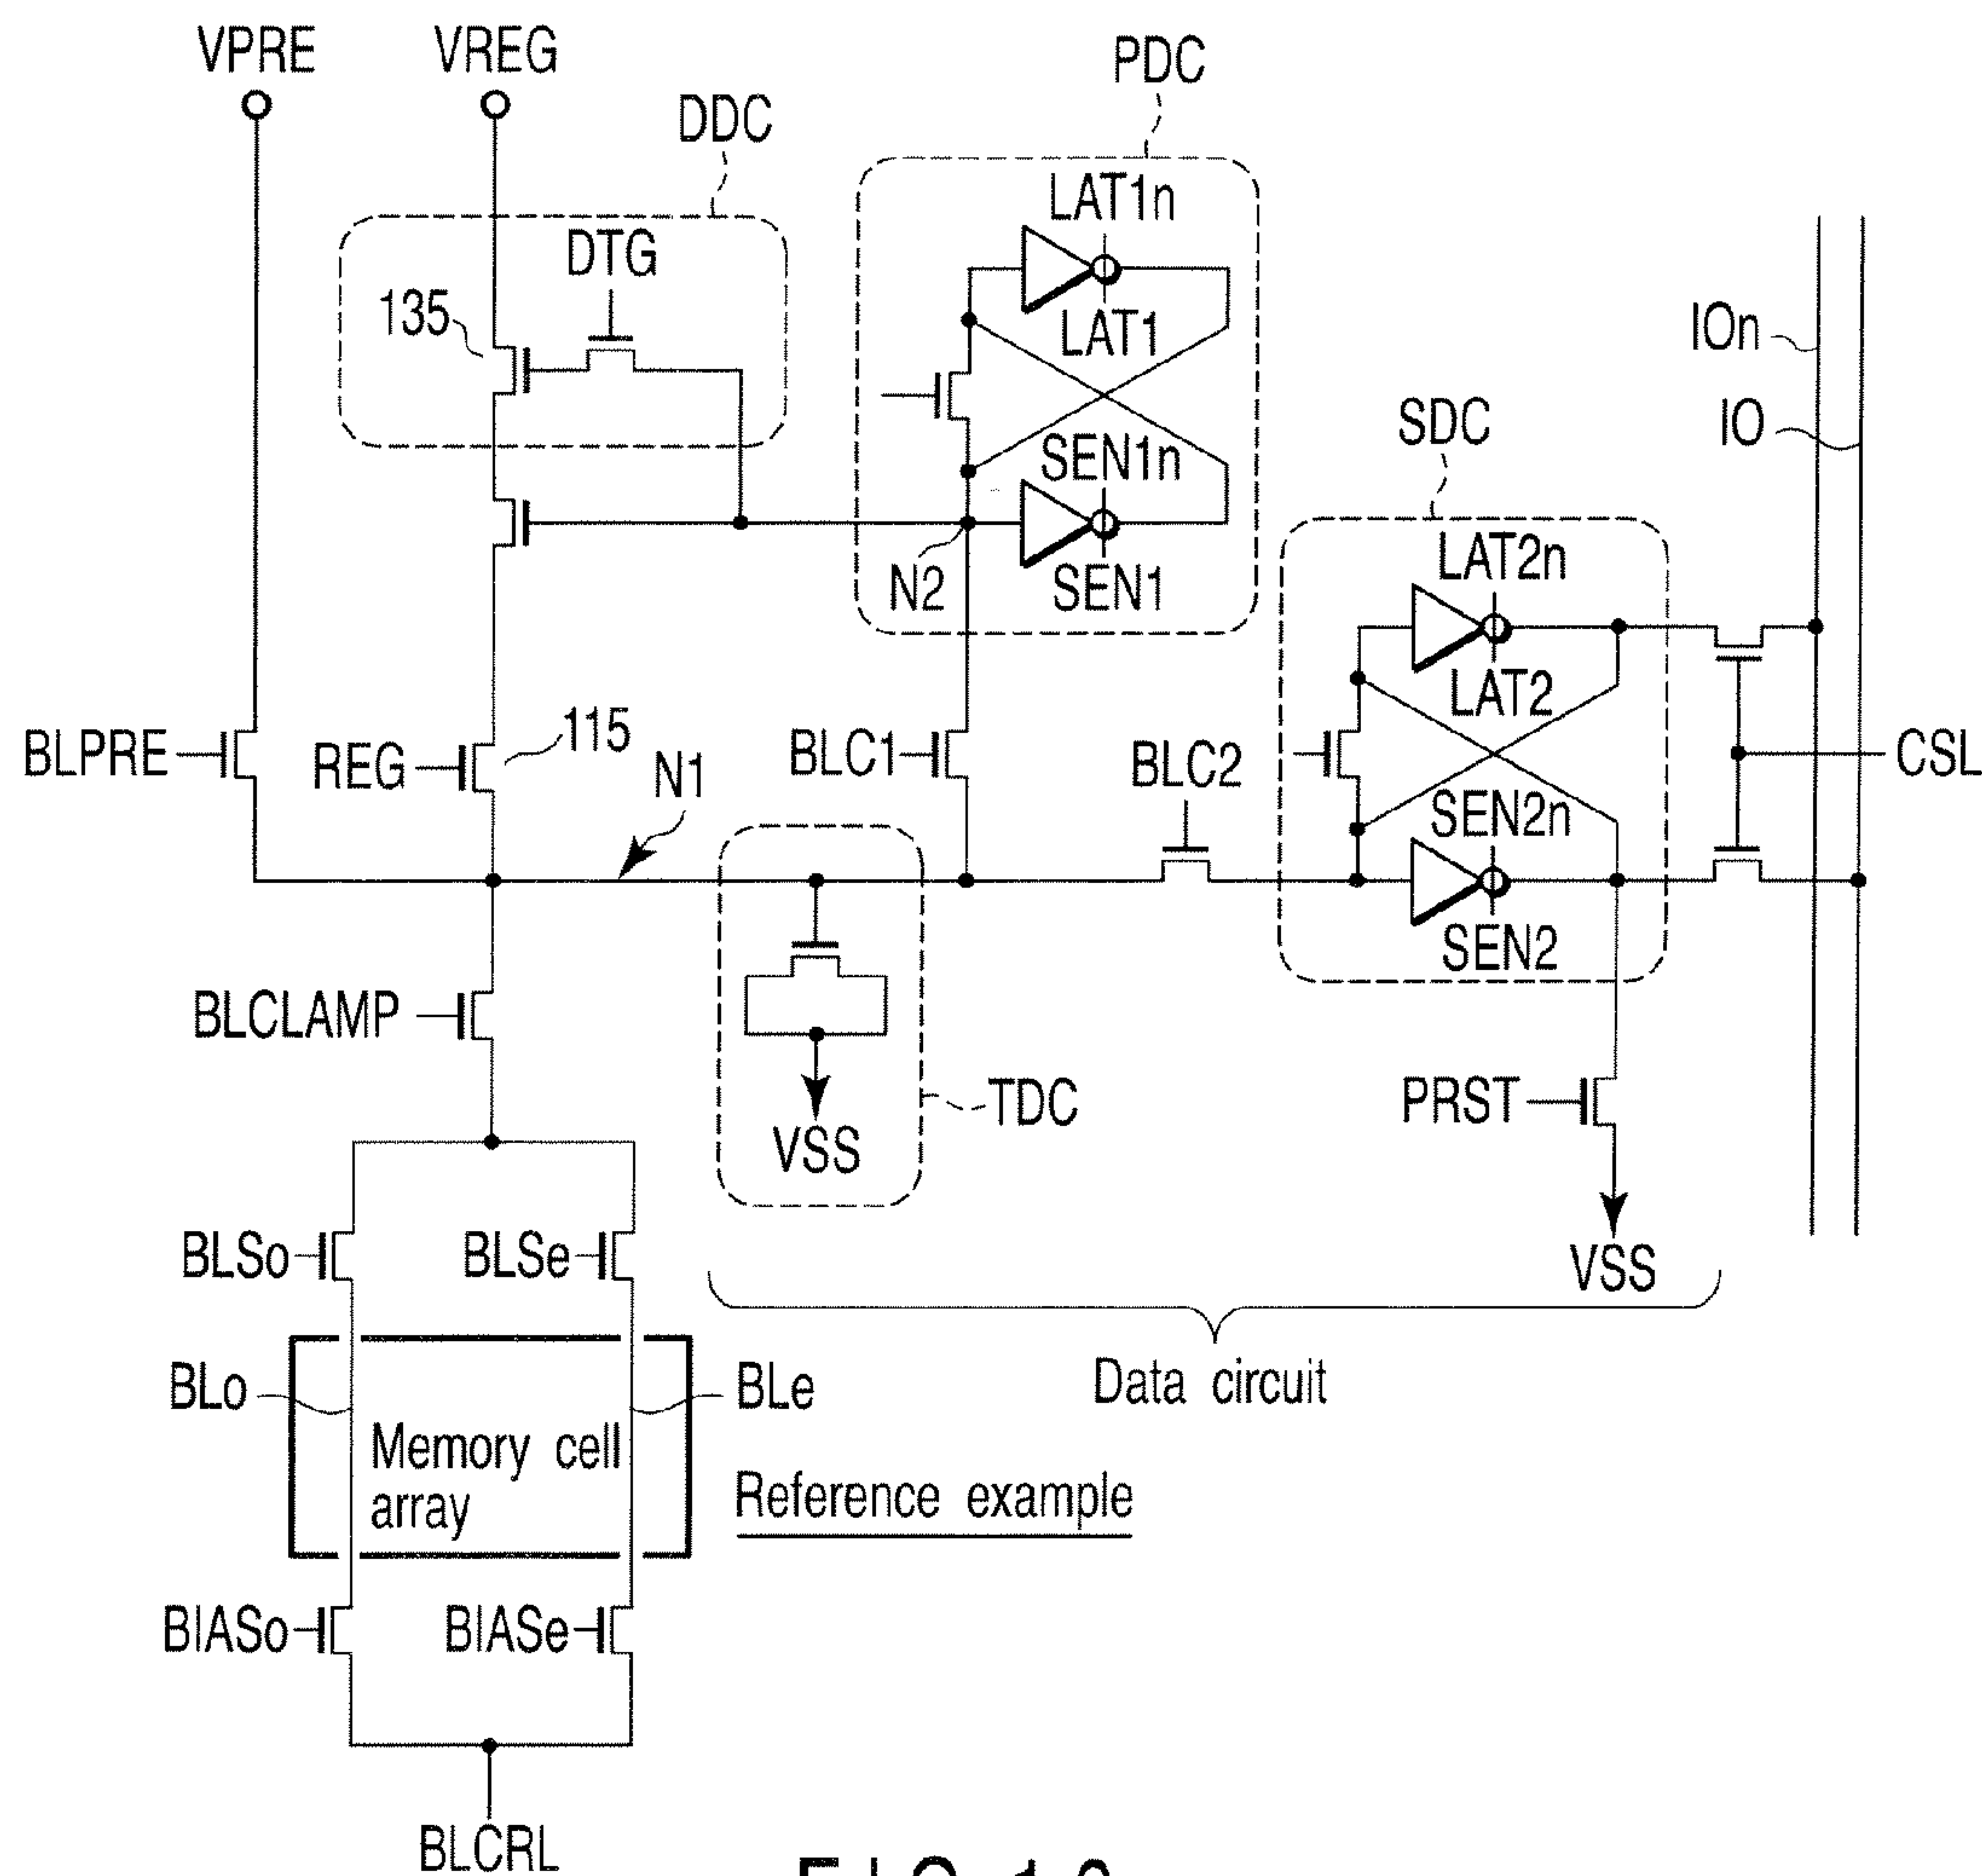 VPRE
VREG
DDC
PDC
DTG
135
LAT1n
LAT1
SEN1n
SEN1
N2
IOn
IO
SDC
LAT2n
LAT2
SEN2n
SEN2
BLPRE
REG
115
N1
BLC1
BLC2
CSL
BLCLAMP
TDC
VSS
PRST
VSS
BLSo
BLSe
Data circuit
BLo
BLe
Memory cell
array
Reference example
BIASo
BIASe
BLCRL